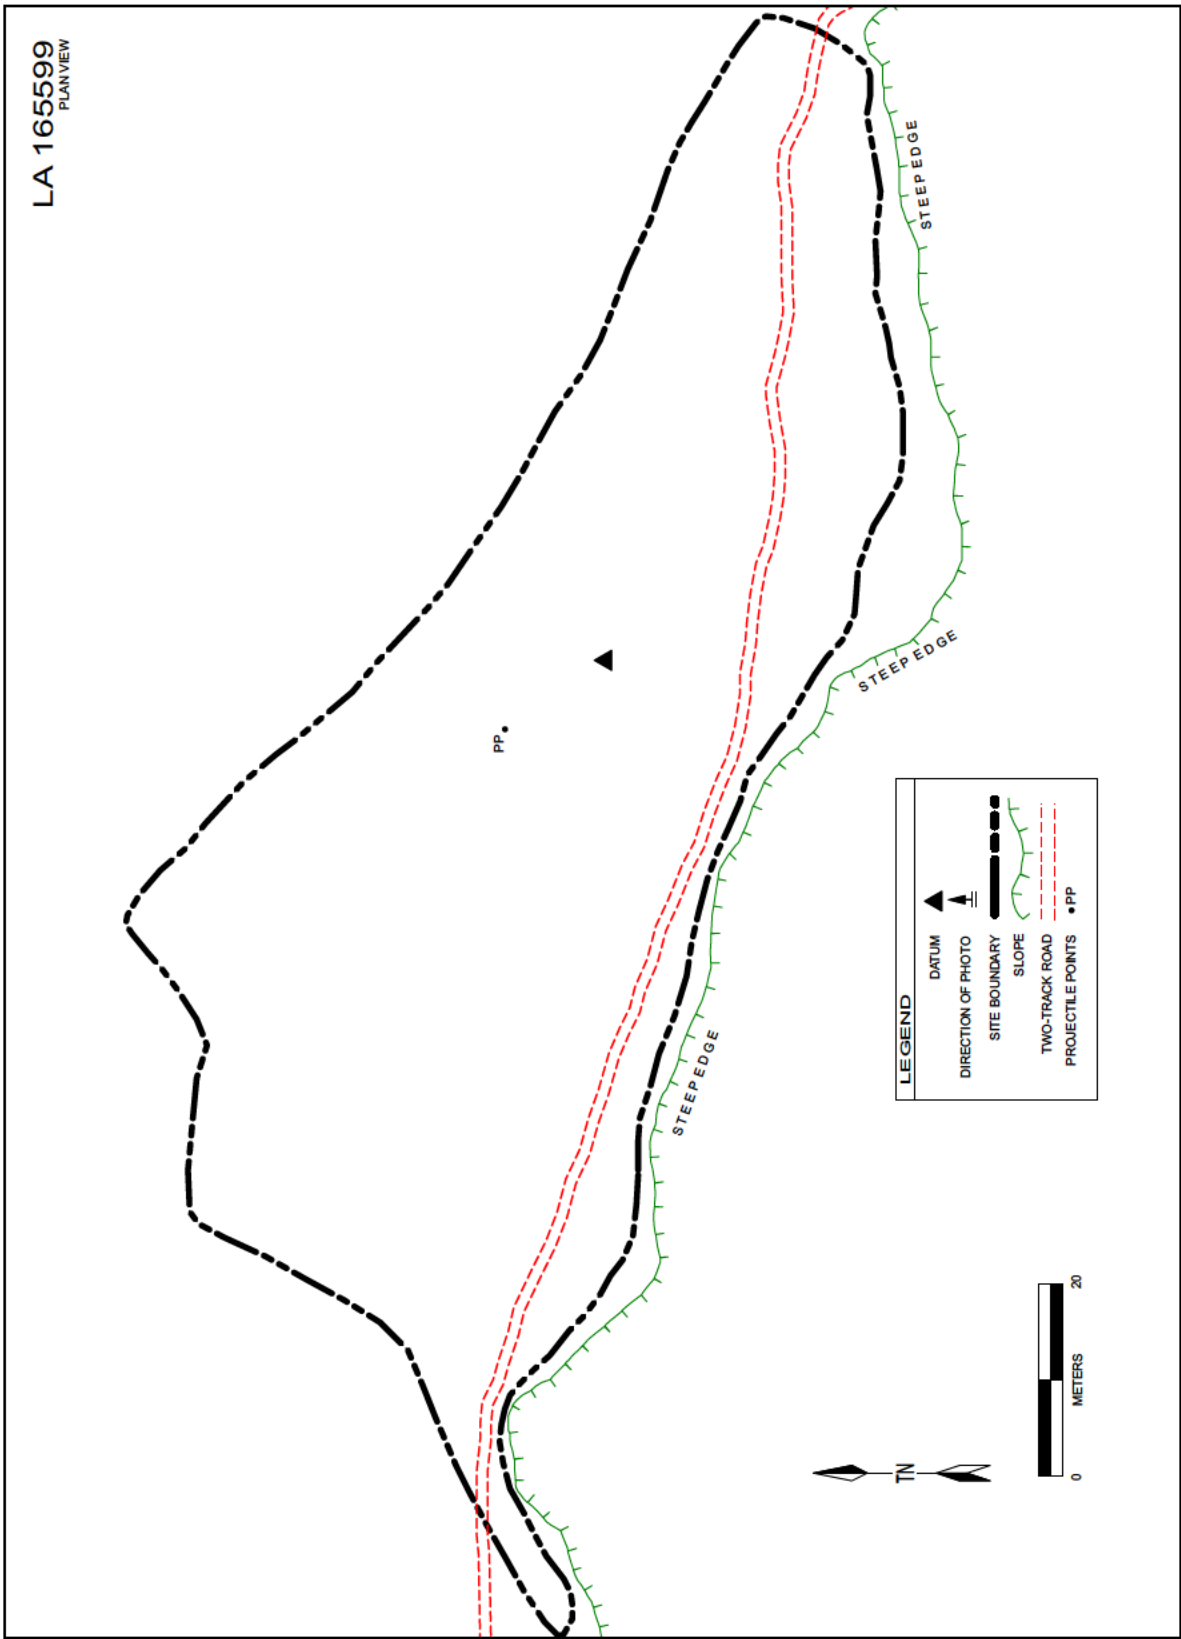 LA 165599
PLAN VIEW
STEEP EDGE
STEEP EDGE
STEEP EDGE
PP
LEGEND
DATUM
DIRECTION OF PHOTO
SITE BOUNDARY
SLOPE
TWO-TRACK ROAD
PROJECTILE POINTS PP
TN
0 METERS 20